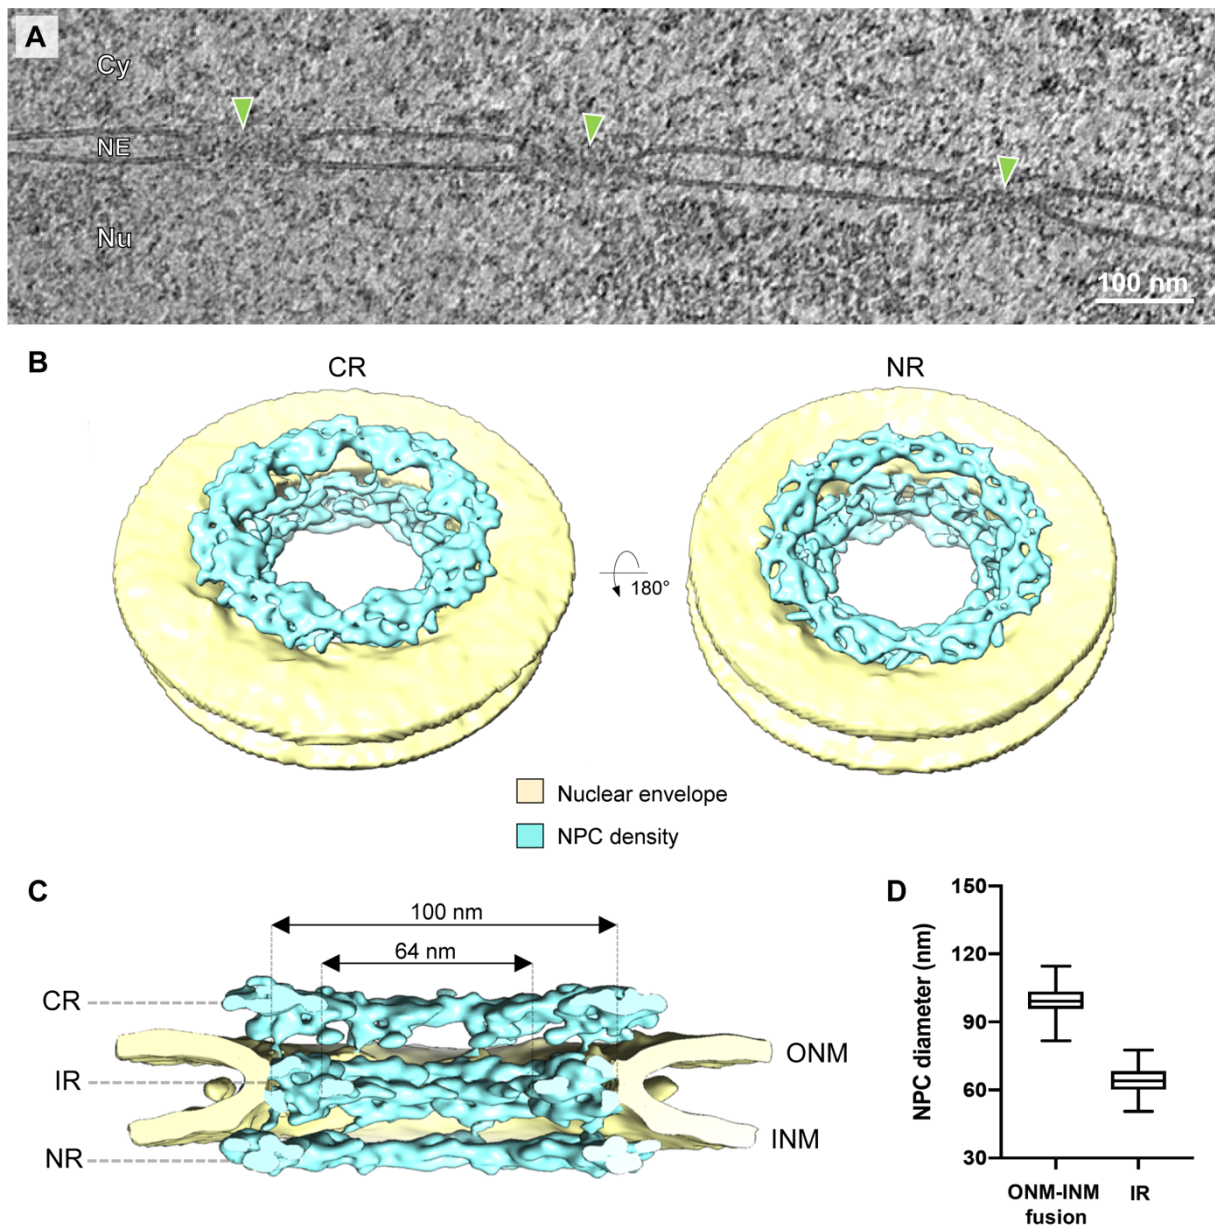 A
Cy
NE
Nu
100 nm
B
CR
NR
180°
Nuclear envelope
NPC density
C
100 nm
64 nm
CR
IR
NR
ONM
INM
D
NPC diameter (nm)
150
120
90
60
30
ONM-INM
fusion
IR